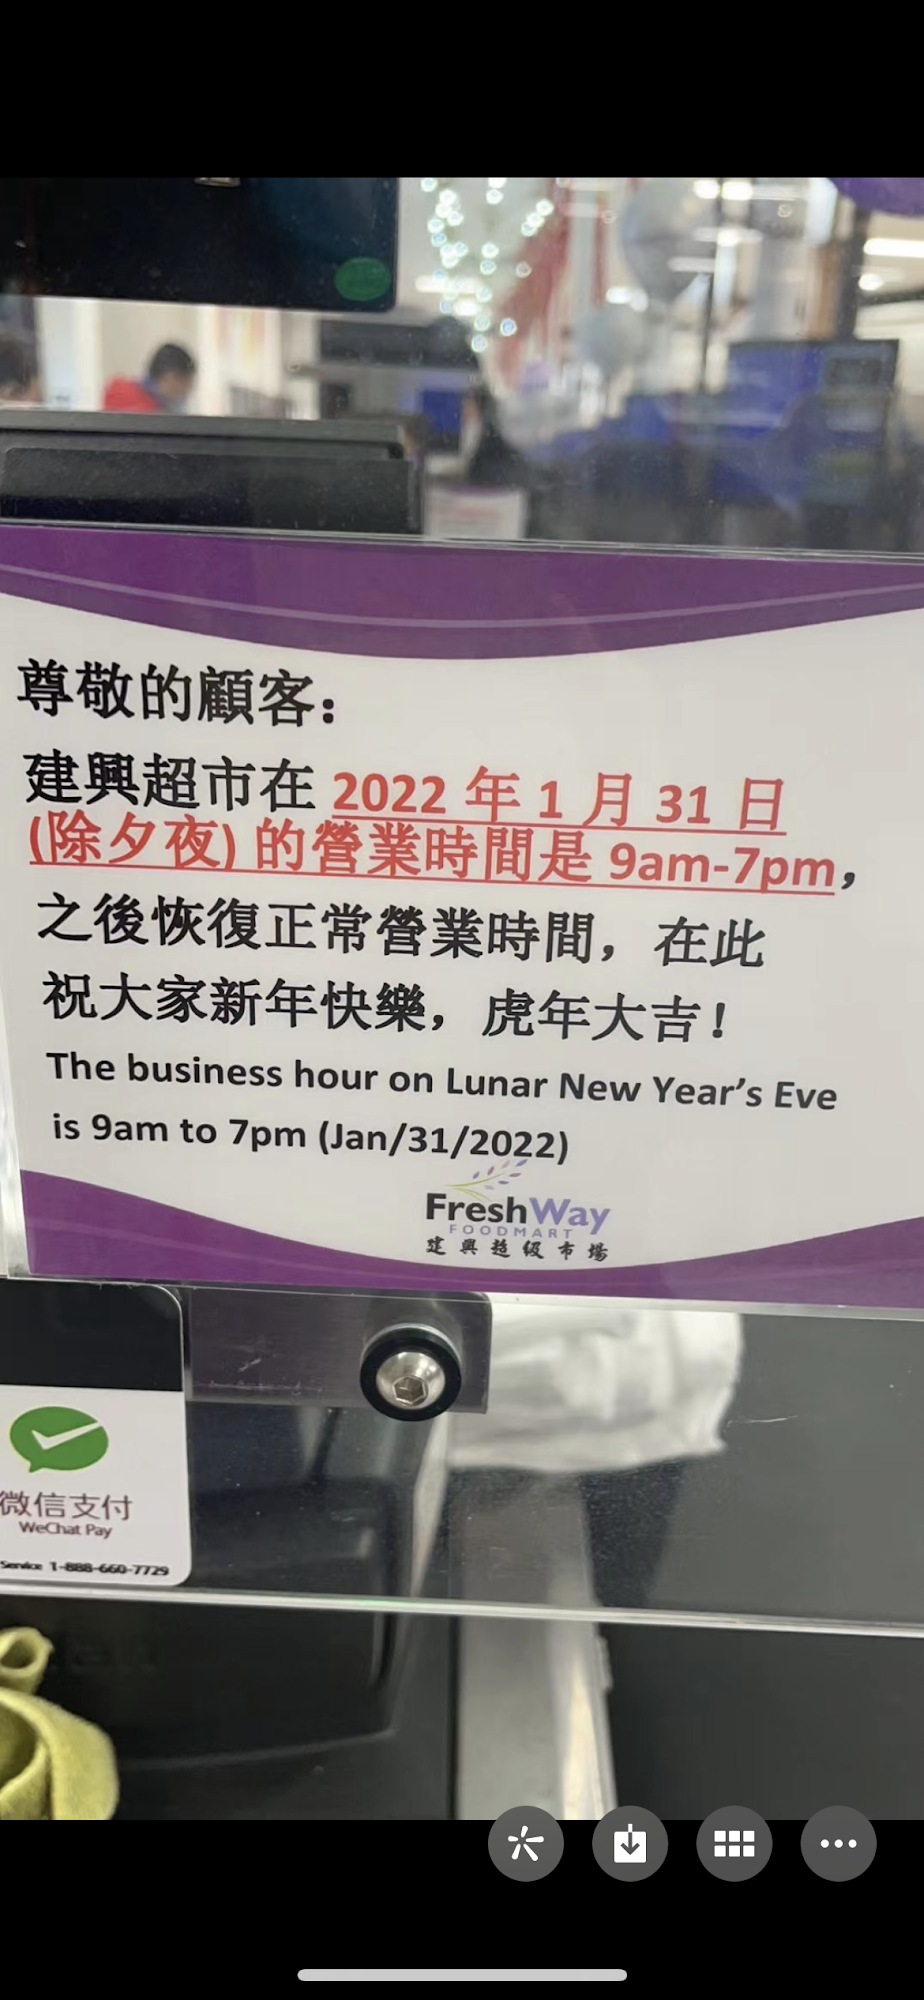 尊敬的顧客：
建興超市在 2022 年 1 月 31 日
(除夕夜) 的營業時間是 9am-7pm，
之後恢復正常營業時間，在此
祝大家新年快樂，虎年大吉！
The business hour on Lunar New Year's Eve
is 9am to 7pm (Jan/31/2022)
FreshWay
FOODMART
建興超級市場
微信支付
WeChat Pay
Service 1-888-660-7729